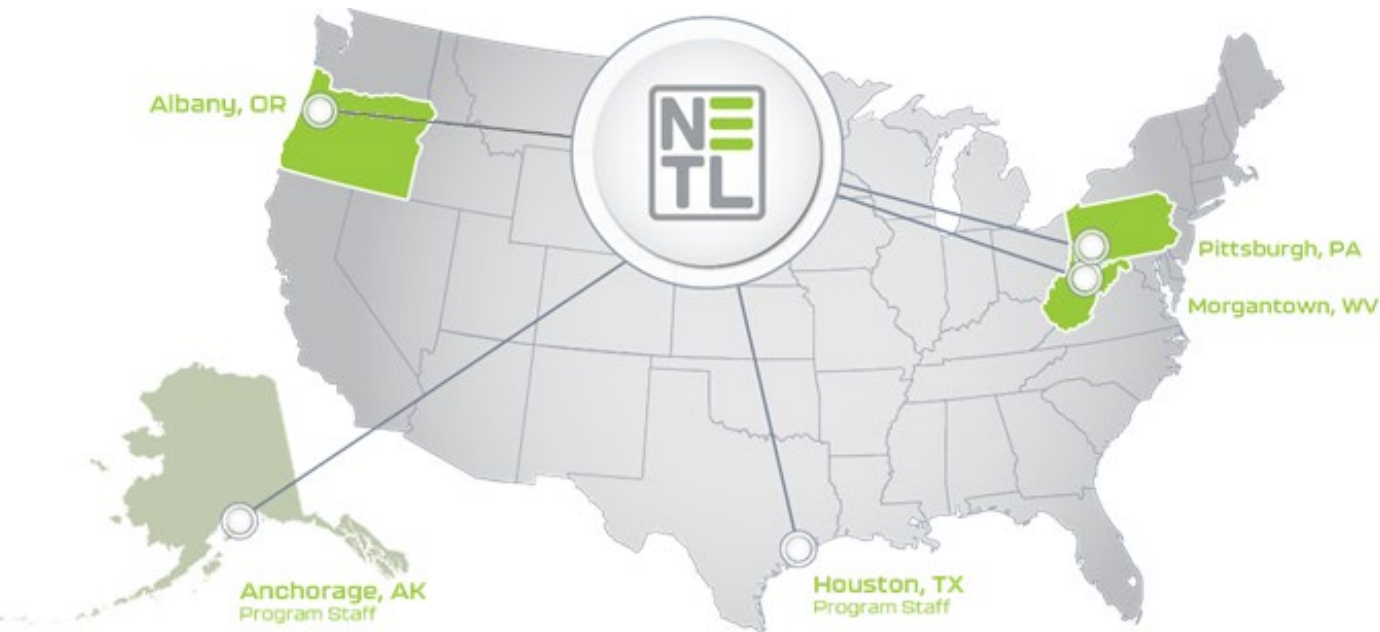 Albany, OR
NETL
Pittsburgh, PA
Morgantown, WV
Anchorage, AK
Program Staff
Houston, TX
Program Staff